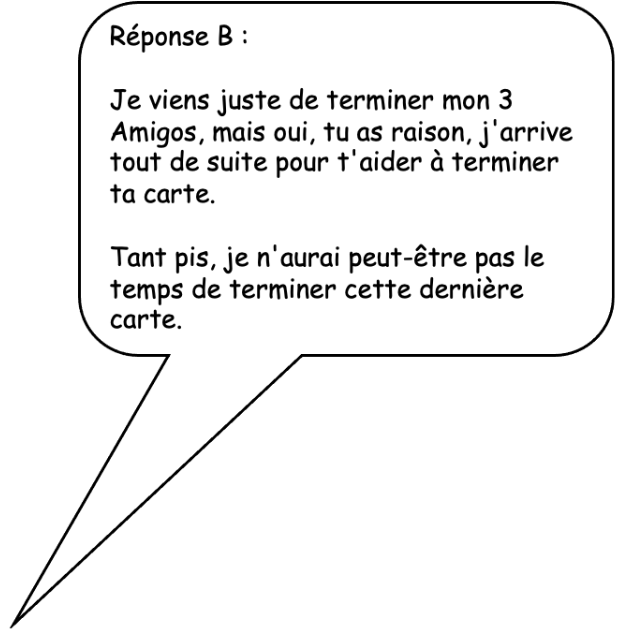 Réponse B :
Je viens juste de terminer mon 3
Amigos, mais oui, tu as raison, j'arrive
tout de suite pour t'aider à terminer
ta carte.
Tant pis, je n'aurai peut-être pas le
temps de terminer cette dernière
carte.